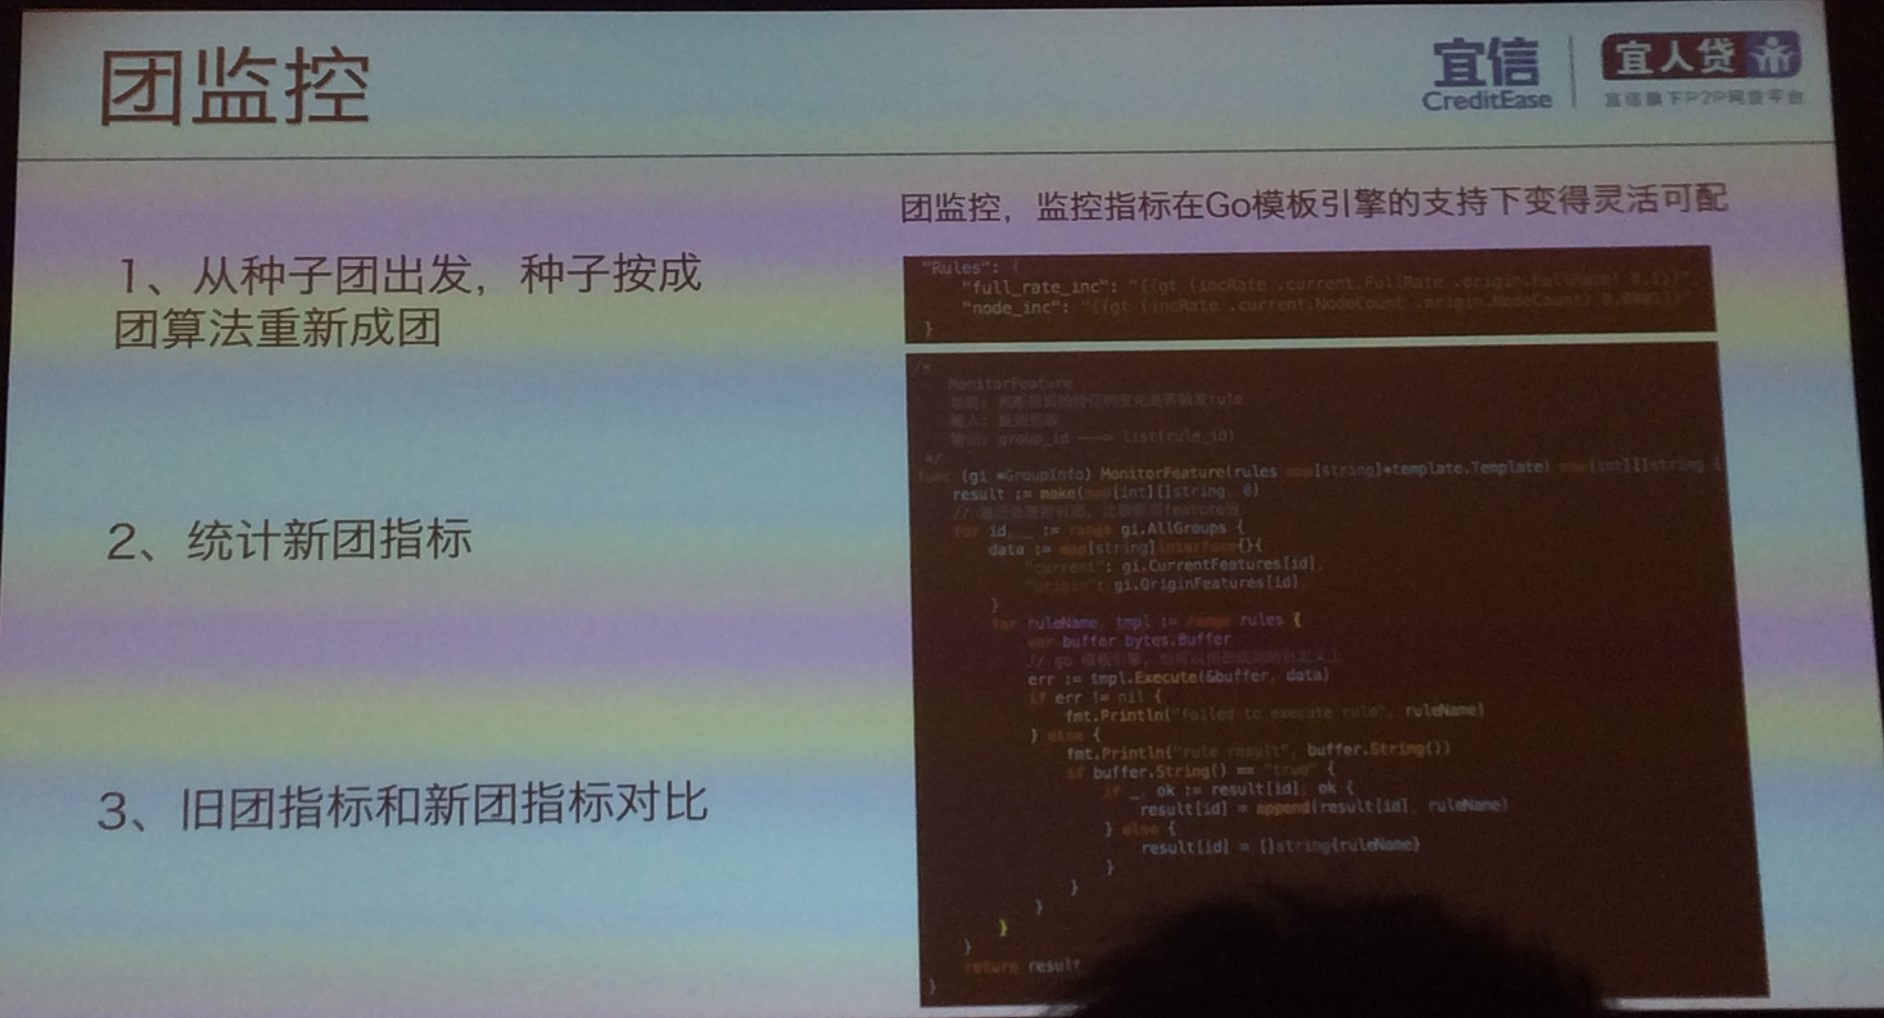 团监控
宜信
CreditEase
宜人贷
宜信旗下P2P网贷平台
1、从种子团出发，种子按成
团算法重新成团
2、统计新团指标
3、旧团指标和新团指标对比
团监控，监控指标在Go模板引擎的支持下变得灵活可配
"Rules": {
"full_rate_inc": "{{gt (incRate .current.FullRate .origin.FullRate) 0.1}}",
"node_inc": "{{gt (incRate .current.NodeCount .origin.NodeCount) 0.0001}}"
}
/*
MonitorFeature
rule
输出: group_id ---> list(rule_id)
*/
func (gi *GroupInfo) MonitorFeature(rules map[string]*template.Template) map[int][]string {
result := make(map[int][]string, 0)
//
for id, _ := range gi.AllGroups {
data := map[string]interface{}{
"current": gi.CurrentFeatures[id],
"origin": gi.OriginFeatures[id],
}
for ruleName, tmpl := range rules {
var buffer bytes.Buffer
// go 模板引擎,
err := tmpl.Execute(&buffer, data)
if err != nil {
fmt.Println("failed to execute rule", ruleName)
} else {
fmt.Println("rule result", buffer.String())
if buffer.String() == "true" {
if _, ok := result[id]; ok {
result[id] = append(result[id], ruleName)
} else {
result[id] = []string{ruleName}
}
}
}
}
}
return result
}